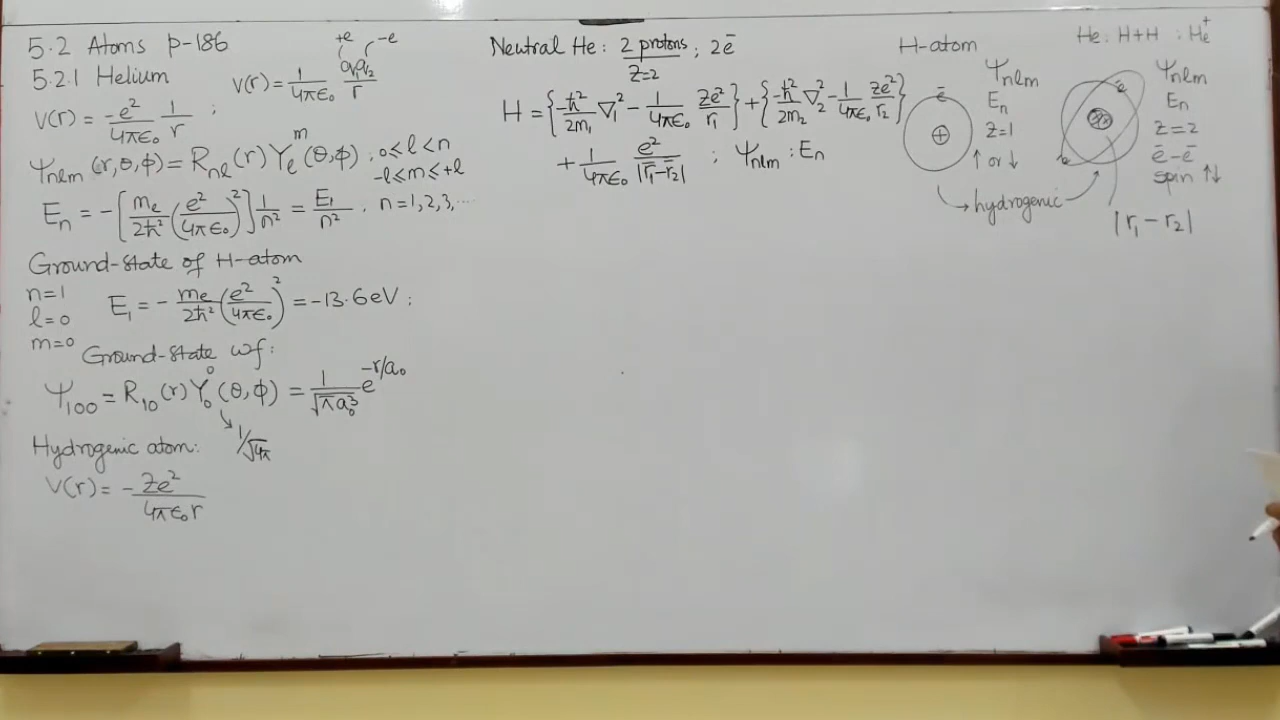 5.2 Atoms p-186
5.2.1 Helium
+e -e
V(r) = 1/4πϵ₀ q₁q₂/r
V(r) = -e²/4πϵ₀ 1/r ;
Ψnlm (r,θ,ϕ) = Rnl(r) Yₗᵐ(θ,ϕ) ; 0≤l<n
-l≤m≤+l
Eₙ = -[mₑ/2ħ² (e²/4πϵ₀)²] 1/n² = E₁/n² . n=1,2,3,...
Ground-state of H-atom
n=1
l=0
m=0
E₁ = - mₑ/2ħ² (e²/4πϵ₀)² = -13.6eV ;
Ground-state wf:
Ψ₁₀₀ = R₁₀(r) Y₀⁰(θ,ϕ) = 1/√πa₀³ e^-r/a₀
↘ 1/√4π
Hydrogenic atom:
V(r) = - Ze²/4πϵ₀r
Neutral He: 2 protons ; 2e⁻
Z=2
H = {-ħ²/2m₁ ∇₁² - 1/4πϵ₀ Ze²/r₁} + {-ħ²/2m₂ ∇₂² - 1/4πϵ₀ Ze²/r₂}
+ 1/4πϵ₀ e²/|r̄₁-r̄₂| ; Ψnlm : Eₙ
H-atom
e⁻
+
Ψnlm
Eₙ
Z=1
↑ or ↓
→ hydrogenic
He: H+H : He⁺
e⁻
e⁻
Ψnlm
Eₙ
Z=2
e⁻-e⁻
spin ↑↓
|r₁-r₂|